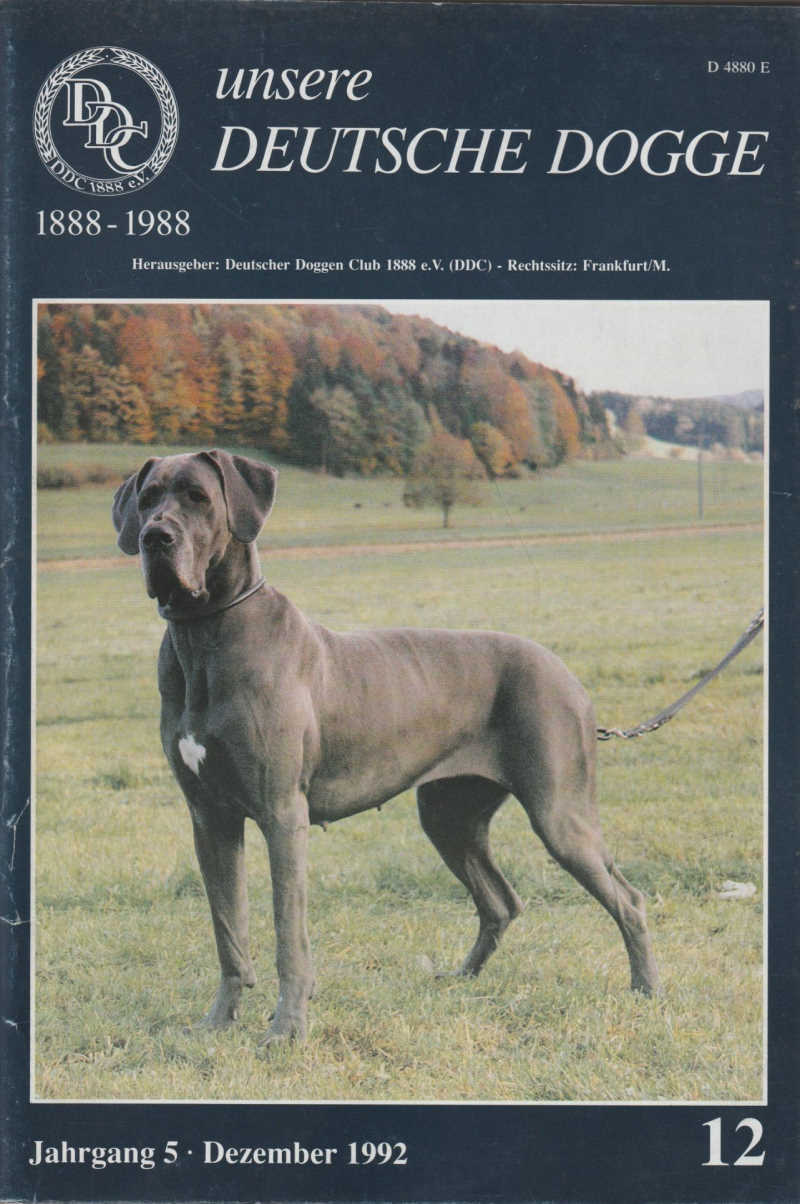 DDC
DDC 1888 e.V.
unsere
D 4880 E
DEUTSCHE DOGGE
1888 - 1988
Herausgeber: Deutscher Doggen Club 1888 e.V. (DDC) - Rechtssitz: Frankfurt/M.
Jahrgang 5 · Dezember 1992
12